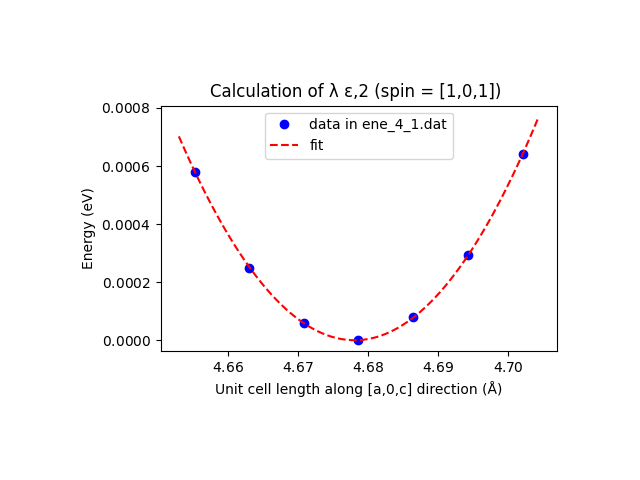 Calculation of λ ε,2 (spin = [1,0,1])
data in ene_4_1.dat
fit
Energy (eV)
0.0008
0.0006
0.0004
0.0002
0.0000
4.66 4.67 4.68 4.69 4.70
Unit cell length along [a,0,c] direction (Å)